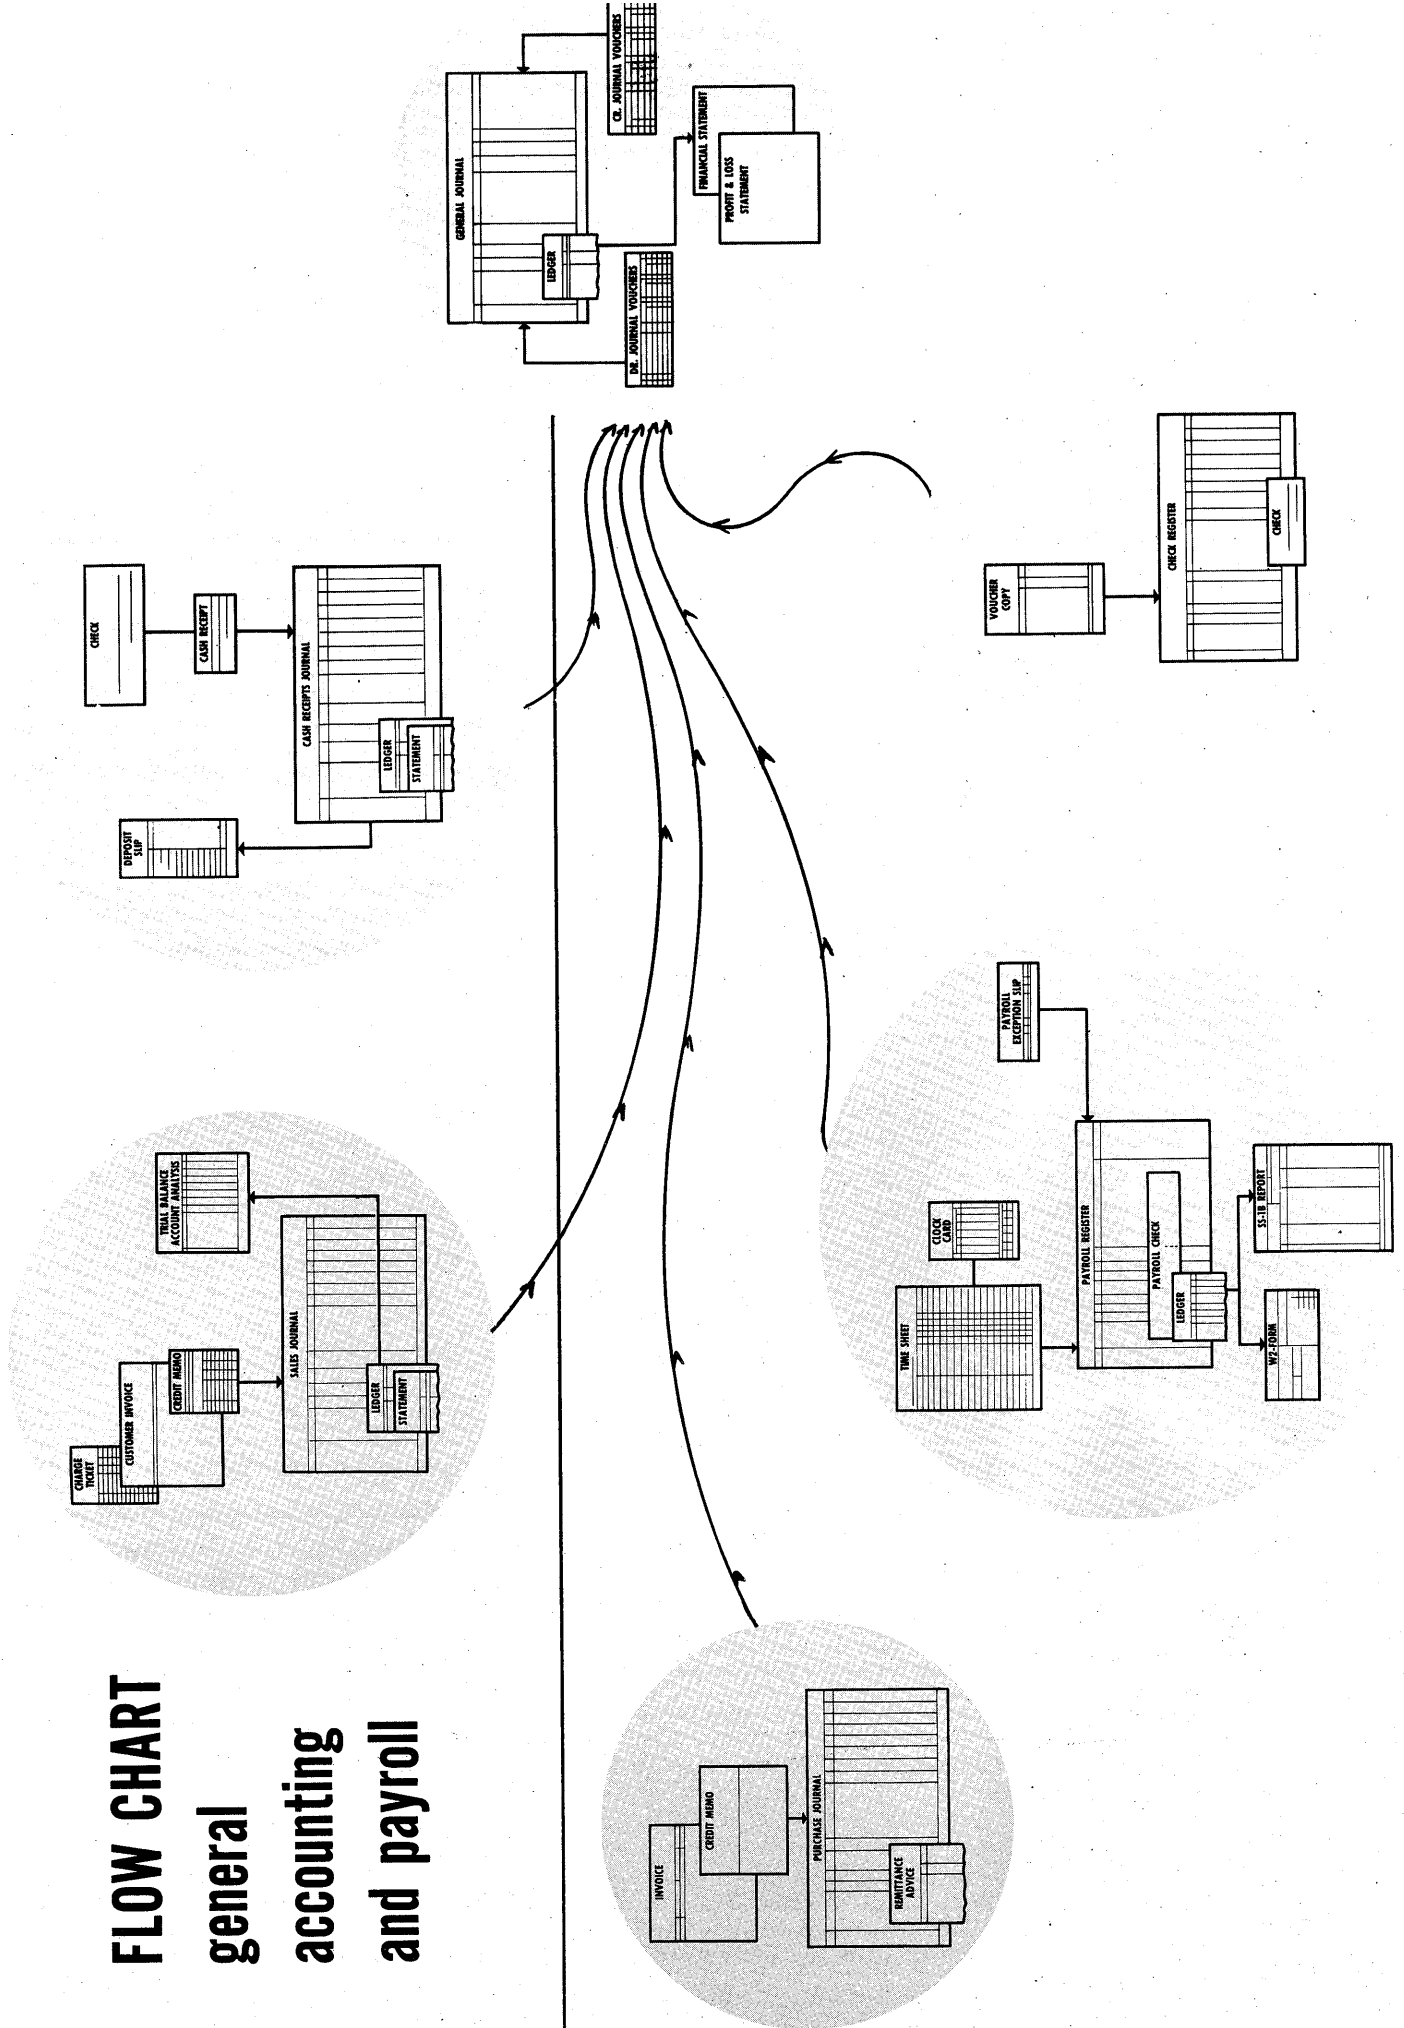 FLOW CHART
general
accounting
and payroll
CHARGE
TICKET
CUSTOMER INVOICE
CREDIT MEMO
TRIAL BALANCE
ACCOUNT ANALYSIS
SALES JOURNAL
LEDGER
STATEMENT
DEPOSIT
SLIP
CHECK
CASH RECEIPT
CASH RECEIPTS JOURNAL
LEDGER
STATEMENT
GENERAL JOURNAL
LEDGER
DR. JOURNAL VOUCHERS
CR. JOURNAL VOUCHERS
FINANCIAL STATEMENT
PROFIT & LOSS
STATEMENT
INVOICE
CREDIT MEMO
PURCHASE JOURNAL
REMITTANCE
ADVICE
TIME SHEET
CLOCK
CARD
PAYROLL
EXCEPTION SLIP
PAYROLL REGISTER
PAYROLL CHECK
LEDGER
W2-FORM
SS-1B REPORT
VOUCHER
COPY
CHECK REGISTER
CHECK